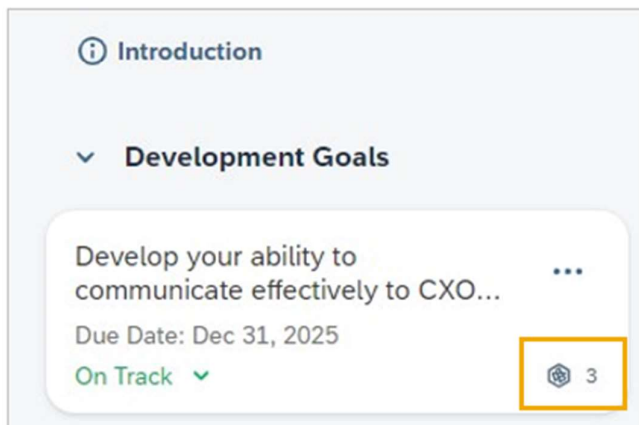 Introduction
Development Goals
Develop your ability to
communicate effectively to CXO...
Due Date: Dec 31, 2025
On Track
3